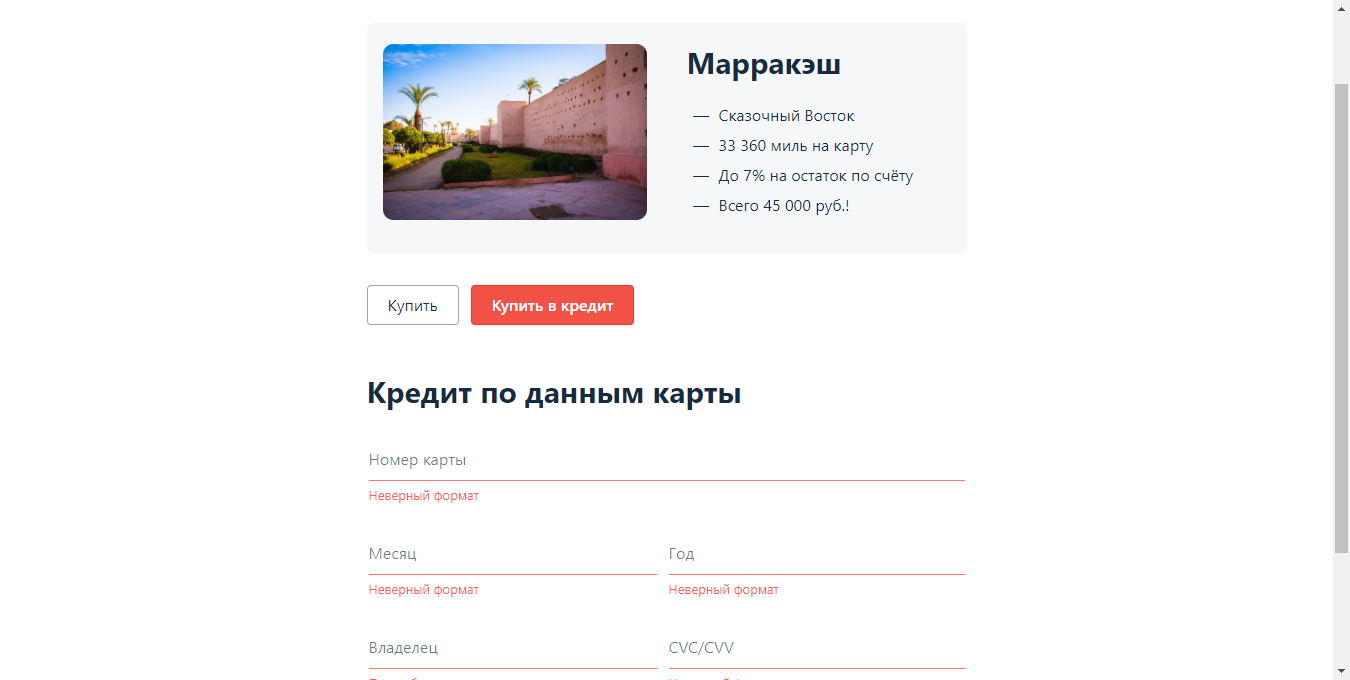 Марракэш
— Сказочный Восток
— 33 360 миль на карту
— До 7% на остаток по счёту
— Всего 45 000 руб.!
Купить Купить в кредит
Кредит по данным карты
Номер карты
Неверный формат
Месяц Год
Неверный формат Неверный формат
Владелец CVC/CVV